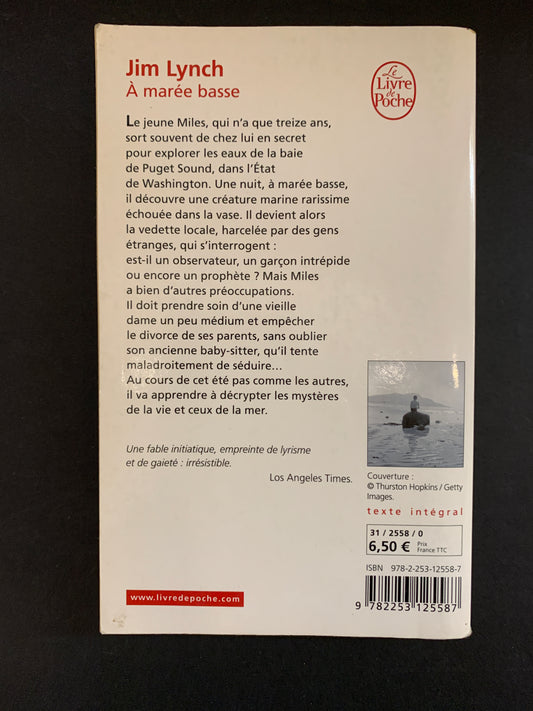 Jim Lynch
À marée basse
Le
Livre
de
Poche
Le jeune Miles, qui n'a que treize ans,
sort souvent de chez lui en secret
pour explorer les eaux de la baie
de Puget Sound, dans l'État
de Washington. Une nuit, à marée basse,
il découvre une créature marine rarissime
échouée dans la vase. Il devient alors
la vedette locale, harcelée par des gens
étranges, qui s'interrogent :
est-il un observateur, un garçon intrépide
ou encore un prophète ? Mais Miles
a bien d'autres préoccupations.
Il doit prendre soin d'une vieille
dame un peu médium et empêcher
le divorce de ses parents, sans oublier
son ancienne baby-sitter, qu'il tente
maladroitement de séduire...
Au cours de cet été pas comme les autres,
il va apprendre à décrypter les mystères
de la vie et ceux de la mer.
Une fable initiatique, empreinte de lyrisme
et de gaieté : irrésistible.
Los Angeles Times.
Couverture :
© Thurston Hopkins / Getty
Images.
texte intégral
31 / 2558 / 0
6,50 € Prix
France TTC
ISBN 978-2-253-12558-7
9 782253 125587
www.livredepoche.com